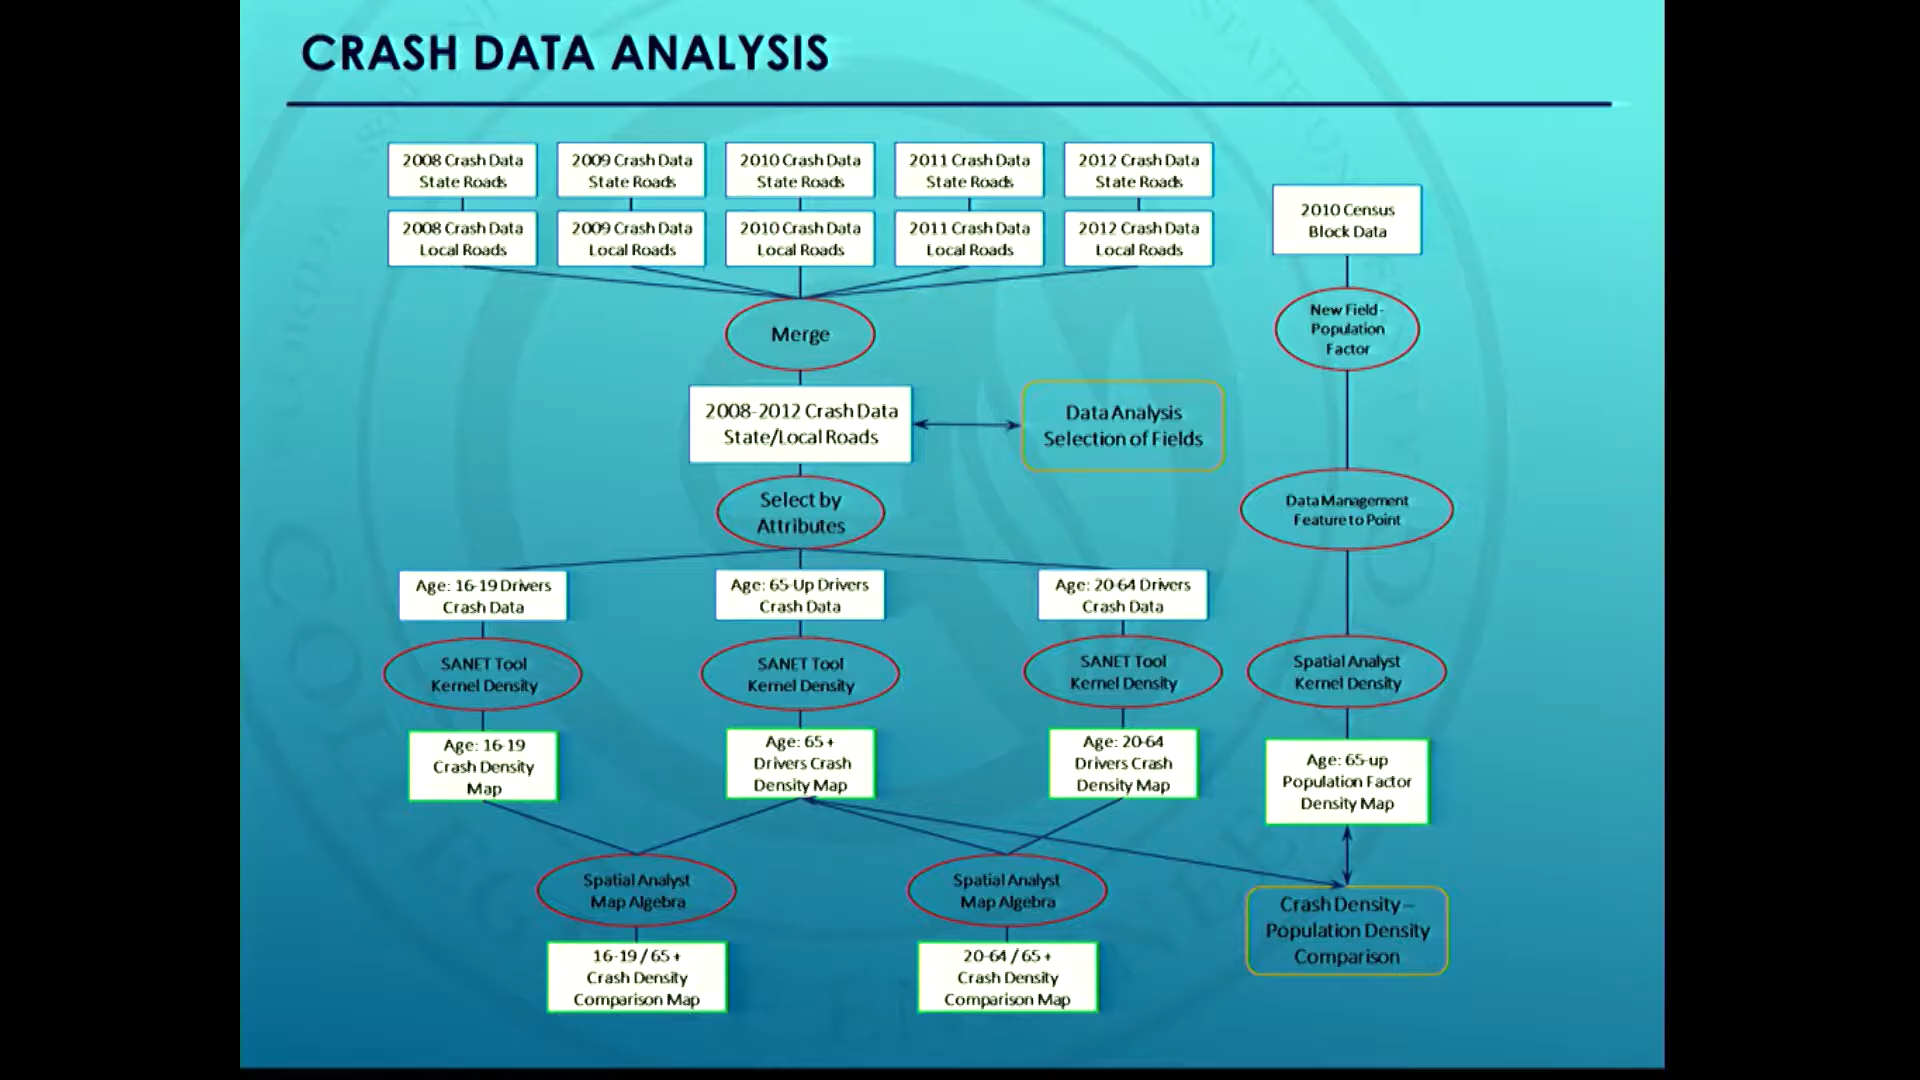 CRASH DATA ANALYSIS
2008 Crash Data
State Roads
2009 Crash Data
State Roads
2010 Crash Data
State Roads
2011 Crash Data
State Roads
2012 Crash Data
State Roads
2008 Crash Data
Local Roads
2009 Crash Data
Local Roads
2010 Crash Data
Local Roads
2011 Crash Data
Local Roads
2012 Crash Data
Local Roads
2010 Census
Block Data
Merge
New Field -
Population
Factor
2008-2012 Crash Data
State/Local Roads
Data Analysis
Selection of Fields
Select by
Attributes
Data Management
Feature to Point
Age: 16-19 Drivers
Crash Data
Age: 65-Up Drivers
Crash Data
Age: 20-64 Drivers
Crash Data
SANET Tool
Kernel Density
SANET Tool
Kernel Density
SANET Tool
Kernel Density
Spatial Analyst
Kernel Density
Age: 16-19
Crash Density
Map
Age: 65 +
Drivers Crash
Density Map
Age: 20-64
Drivers Crash
Density Map
Age: 65-up
Population Factor
Density Map
Spatial Analyst
Map Algebra
Spatial Analyst
Map Algebra
Crash Density –
Population Density
Comparison
16-19 / 65 +
Crash Density
Comparison Map
20-64 / 65 +
Crash Density
Comparison Map